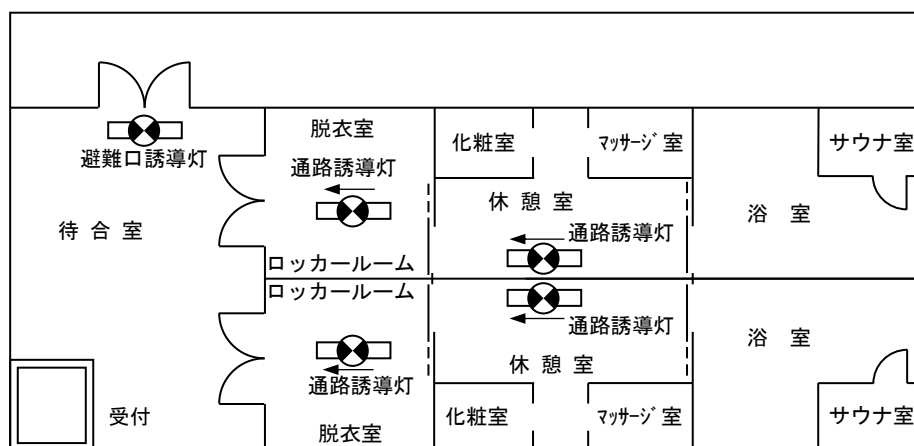 脱衣室
化粧室
マッサージ室
サウナ室
避難口誘導灯
通路誘導灯
休憩室
待合室
浴室
通路誘導灯
ロッカールーム
ロッカールーム
通路誘導灯
浴室
休憩室
通路誘導灯
受付
脱衣室
化粧室
マッサージ室
サウナ室